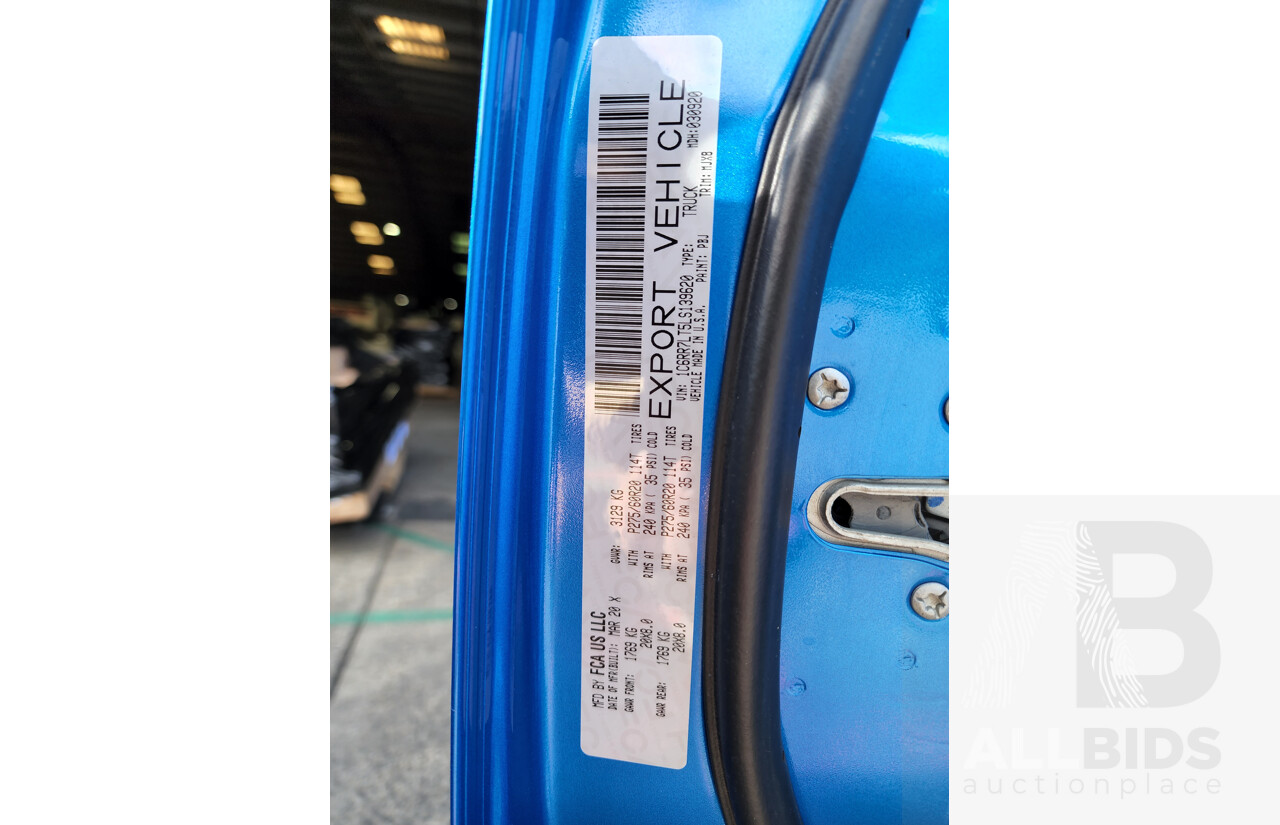 MFD BY FCA US LLC
DATE OF MFR(BUILT): MAR 20 X
GVWR: 3129 KG
GAWR FRONT: 1769 KG WITH P275/60R20 114T TIRES
20X8.0 RIMS AT 240 KPA ( 35 PSI) COLD
GAWR REAR: 1769 KG WITH P275/60R20 114T TIRES
20X8.0 RIMS AT 240 KPA ( 35 PSI) COLD
EXPORT VEHICLE
VIN: 1C6RR7LT5LS139620 TYPE: TRUCK MDH:030920
VEHICLE MADE IN U.S.A. PAINT: PBJ TRIM: MJX8
AB
ALLBIDS
auctionplace